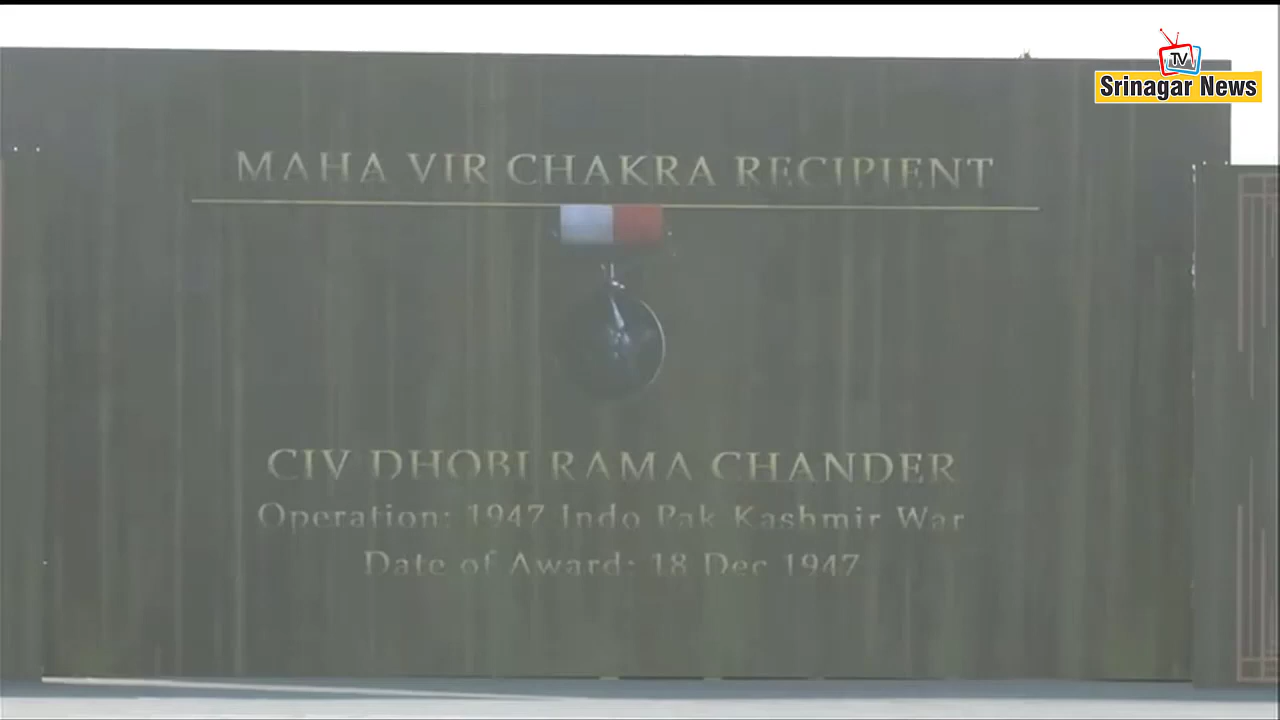 TV
Srinagar News
MAHA VIR CHAKRA RECIPIENT
CIV DHOBI RAMA CHANDER
Operation: 1947 Indo Pak Kashmir War
Date of Award: 18 Dec 1947